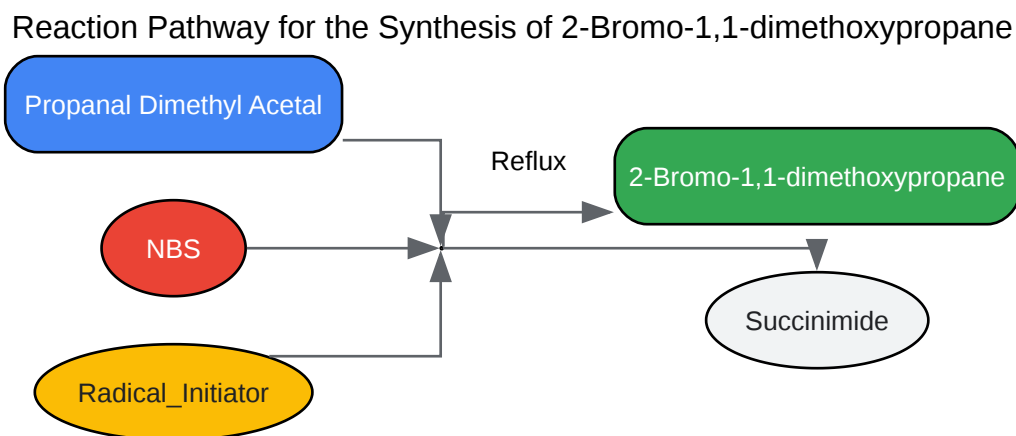 Reaction Pathway for the Synthesis of 2-Bromo-1,1-dimethoxypropane
Propanal Dimethyl Acetal
Reflux
2-Bromo-1,1-dimethoxypropane
NBS
Succinimide
Radical_Initiator